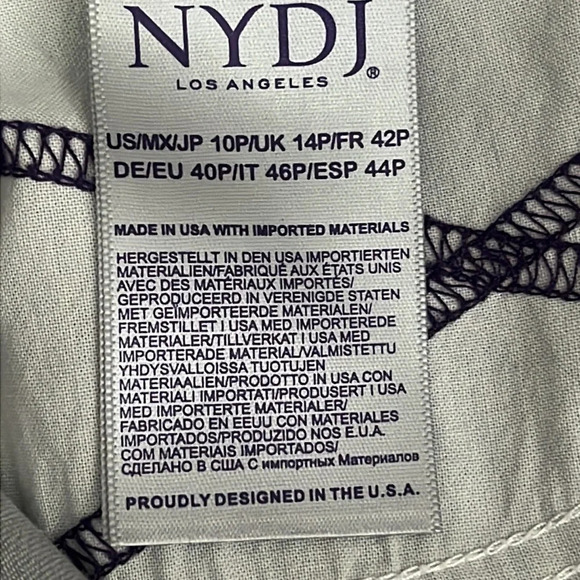 NYDJ®
LOS ANGELES
US/MX/JP 10P/UK 14P/FR 42P
DE/EU 40P/IT 46P/ESP 44P
MADE IN USA WITH IMPORTED MATERIALS
HERGESTELLT IN DEN USA IMPORTIERTEN
MATERIALIEN/FABRIQUÉ AUX ÉTATS UNIS
AVEC DES MATÉRIAUX IMPORTÉS/
GEPRODUCEERD IN VERENIGDE STATEN
MET GEÏMPORTEERDE MATERIALEN/
FREMSTILLET I USA MED IMPORTEREDE
MATERIALER/TILLVERKAT I USA MED
IMPORTERADE MATERIAL/VALMISTETTU
YHDYSVALLOISSA TUOTUJEN
MATERIAALIEN/PRODOTTO IN USA CON
MATERIALI IMPORTATI/PRODUSERT I USA
MED IMPORTERTE MATERIALER/
FABRICADO EN EEUU CON MATERIALES
IMPORTADOS/PRODUZIDO NOS E.U.A.
COM MATERIAIS IMPORTADOS/
СДЕЛАНО В США С импортных Материалов
PROUDLY DESIGNED IN THE U.S.A.